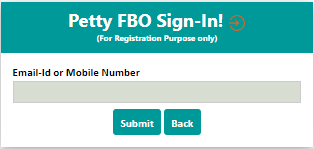 Petty FBO Sign-In!
(For Registration Purpose only)
Email-Id or Mobile Number
Submit Back